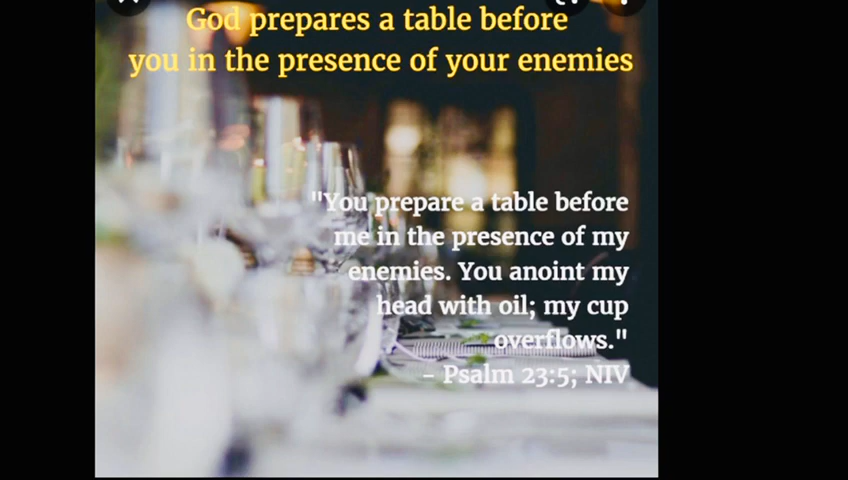 God prepares a table before
you in the presence of your enemies
"You prepare a table before
me in the presence of my
enemies. You anoint my
head with oil; my cup
overflows."
– Psalm 23:5; NIV